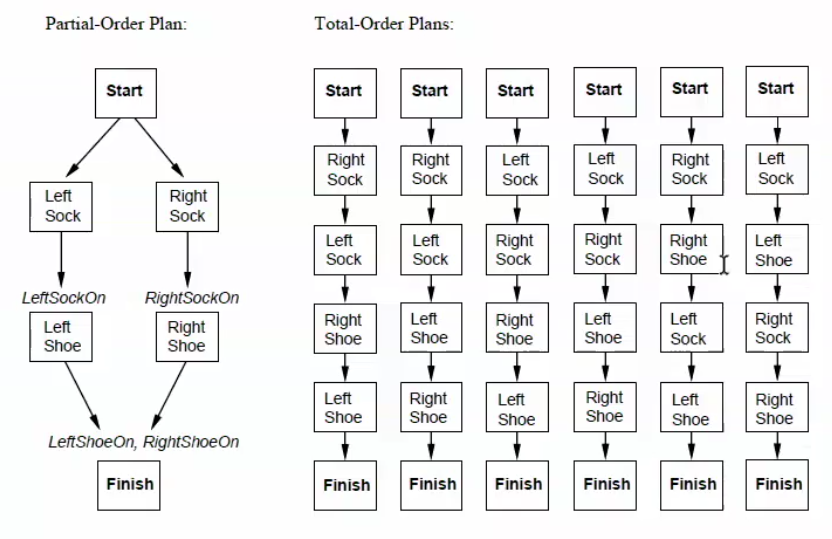 Partial-Order Plan:
Start
Left
Sock
Right
Sock
LeftSockOn
RightSockOn
Left
Shoe
Right
Shoe
LeftShoeOn, RightShoeOn
Finish
Total-Order Plans:
Start
Right
Sock
Left
Sock
Right
Shoe
Left
Shoe
Finish
Start
Right
Sock
Left
Sock
Left
Shoe
Right
Shoe
Finish
Start
Left
Sock
Right
Sock
Right
Shoe
Left
Shoe
Finish
Start
Left
Sock
Right
Sock
Left
Shoe
Right
Shoe
Finish
Start
Right
Sock
Right
Shoe
Left
Sock
Left
Shoe
Finish
Start
Left
Sock
Left
Shoe
Right
Sock
Right
Shoe
Finish